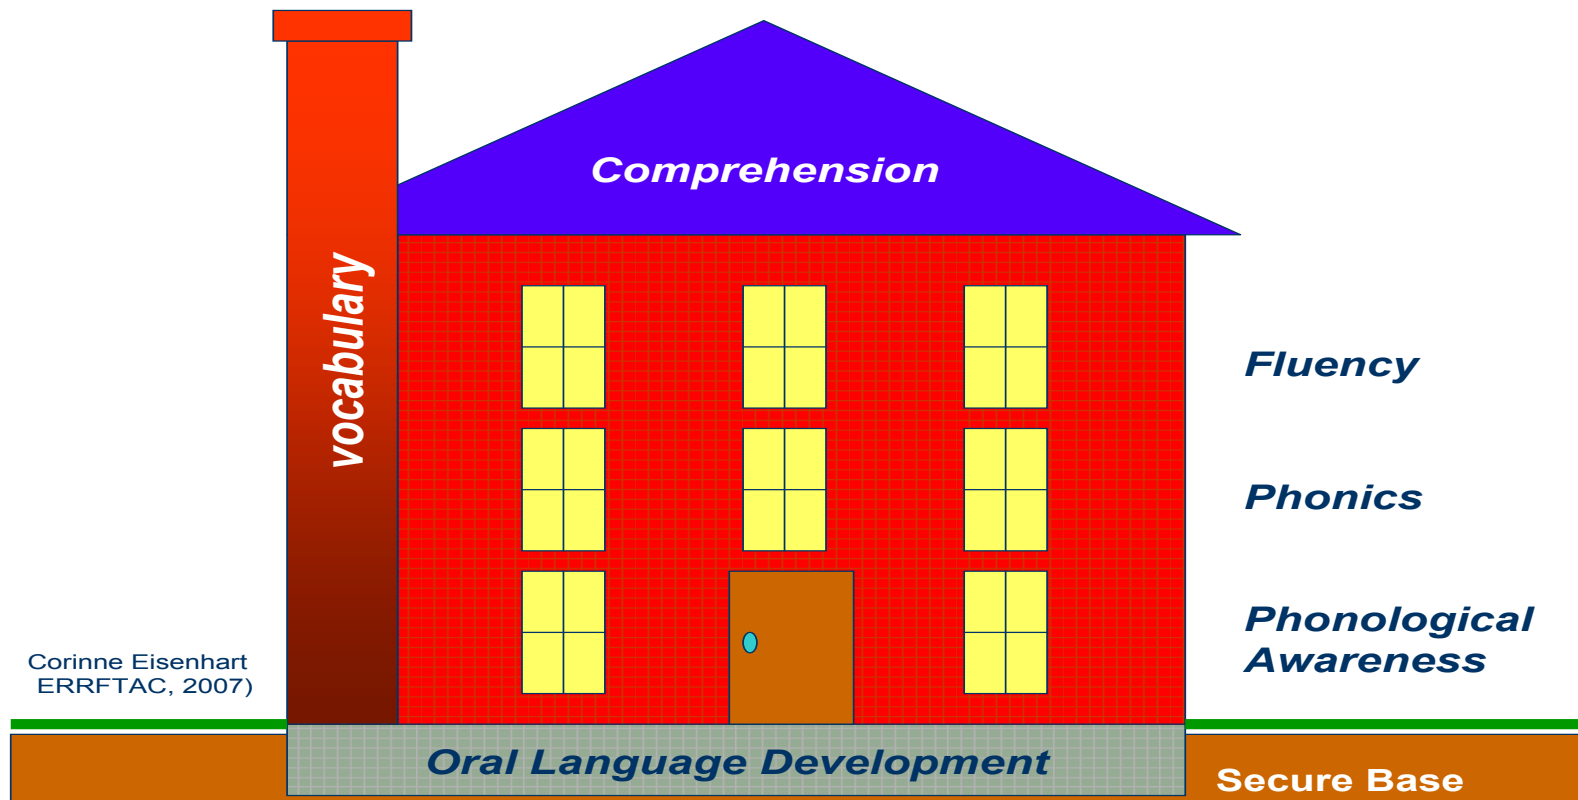 Comprehension
vocabulary
Fluency
Phonics
Phonological
Awareness
Corinne Eisenhart
ERRFTAC, 2007)
Oral Language Development
Secure Base